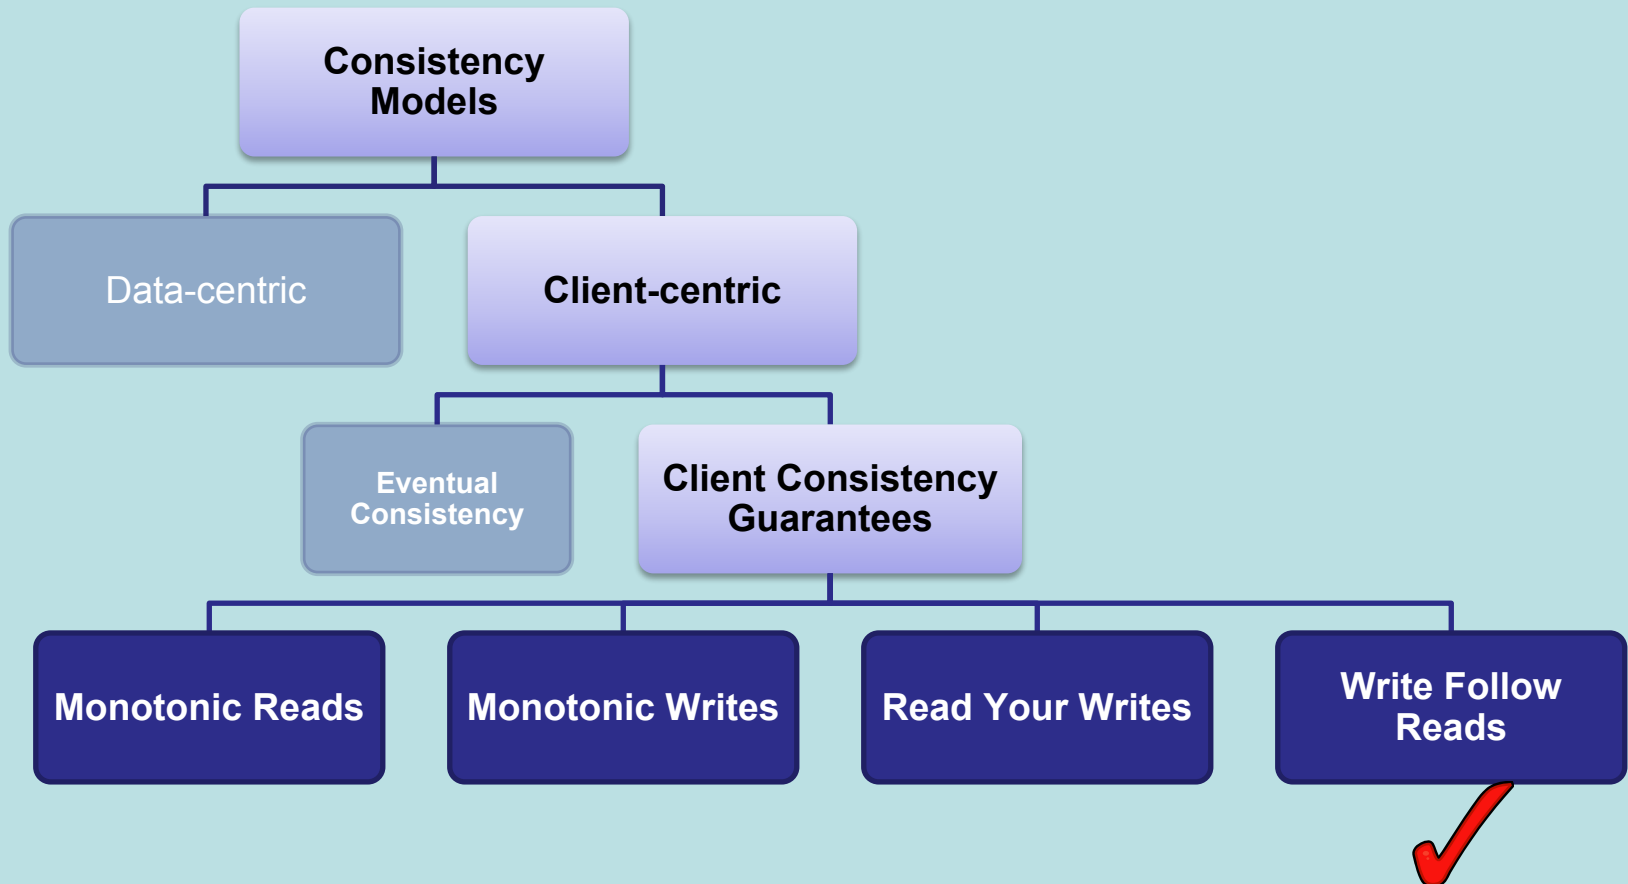 Consistency
Models
Data-centric
Client-centric
Eventual
Consistency
Client Consistency
Guarantees
Monotonic Reads
Monotonic Writes
Read Your Writes
Write Follow
Reads